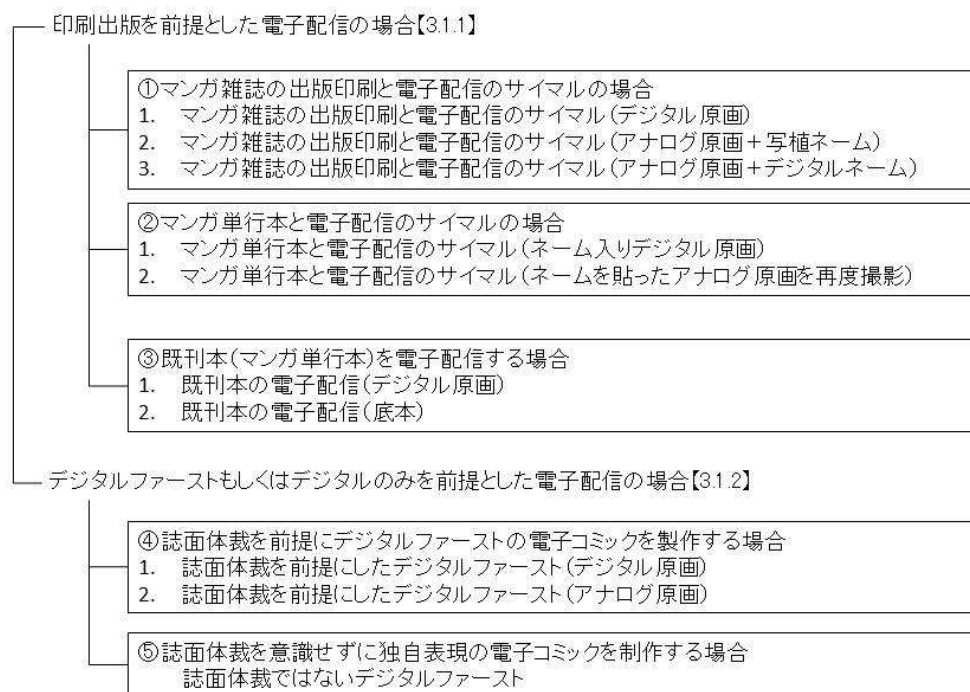 印刷出版を前提とした電子配信の場合【3.1.1】
①マンガ雑誌の出版印刷と電子配信のサイマルの場合
1. マンガ雑誌の出版印刷と電子配信のサイマル(デジタル原画)
2. マンガ雑誌の出版印刷と電子配信のサイマル(アナログ原画+写植ネーム)
3. マンガ雑誌の出版印刷と電子配信のサイマル(アナログ原画+デジタルネーム)
②マンガ単行本と電子配信のサイマルの場合
1. マンガ単行本と電子配信のサイマル(ネーム入りデジタル原画)
2. マンガ単行本と電子配信のサイマル(ネームを貼ったアナログ原画を再度撮影)
③既刊本(マンガ単行本)を電子配信する場合
1. 既刊本の電子配信(デジタル原画)
2. 既刊本の電子配信(底本)
デジタルファーストもしくはデジタルのみを前提とした電子配信の場合【3.1.2】
④誌面体裁を前提にデジタルファーストの電子コミックを製作する場合
1. 誌面体裁を前提にしたデジタルファースト(デジタル原画)
2. 誌面体裁を前提にしたデジタルファースト(アナログ原画)
⑤誌面体裁を意識せずに独自表現の電子コミックを制作する場合
誌面体裁ではないデジタルファースト